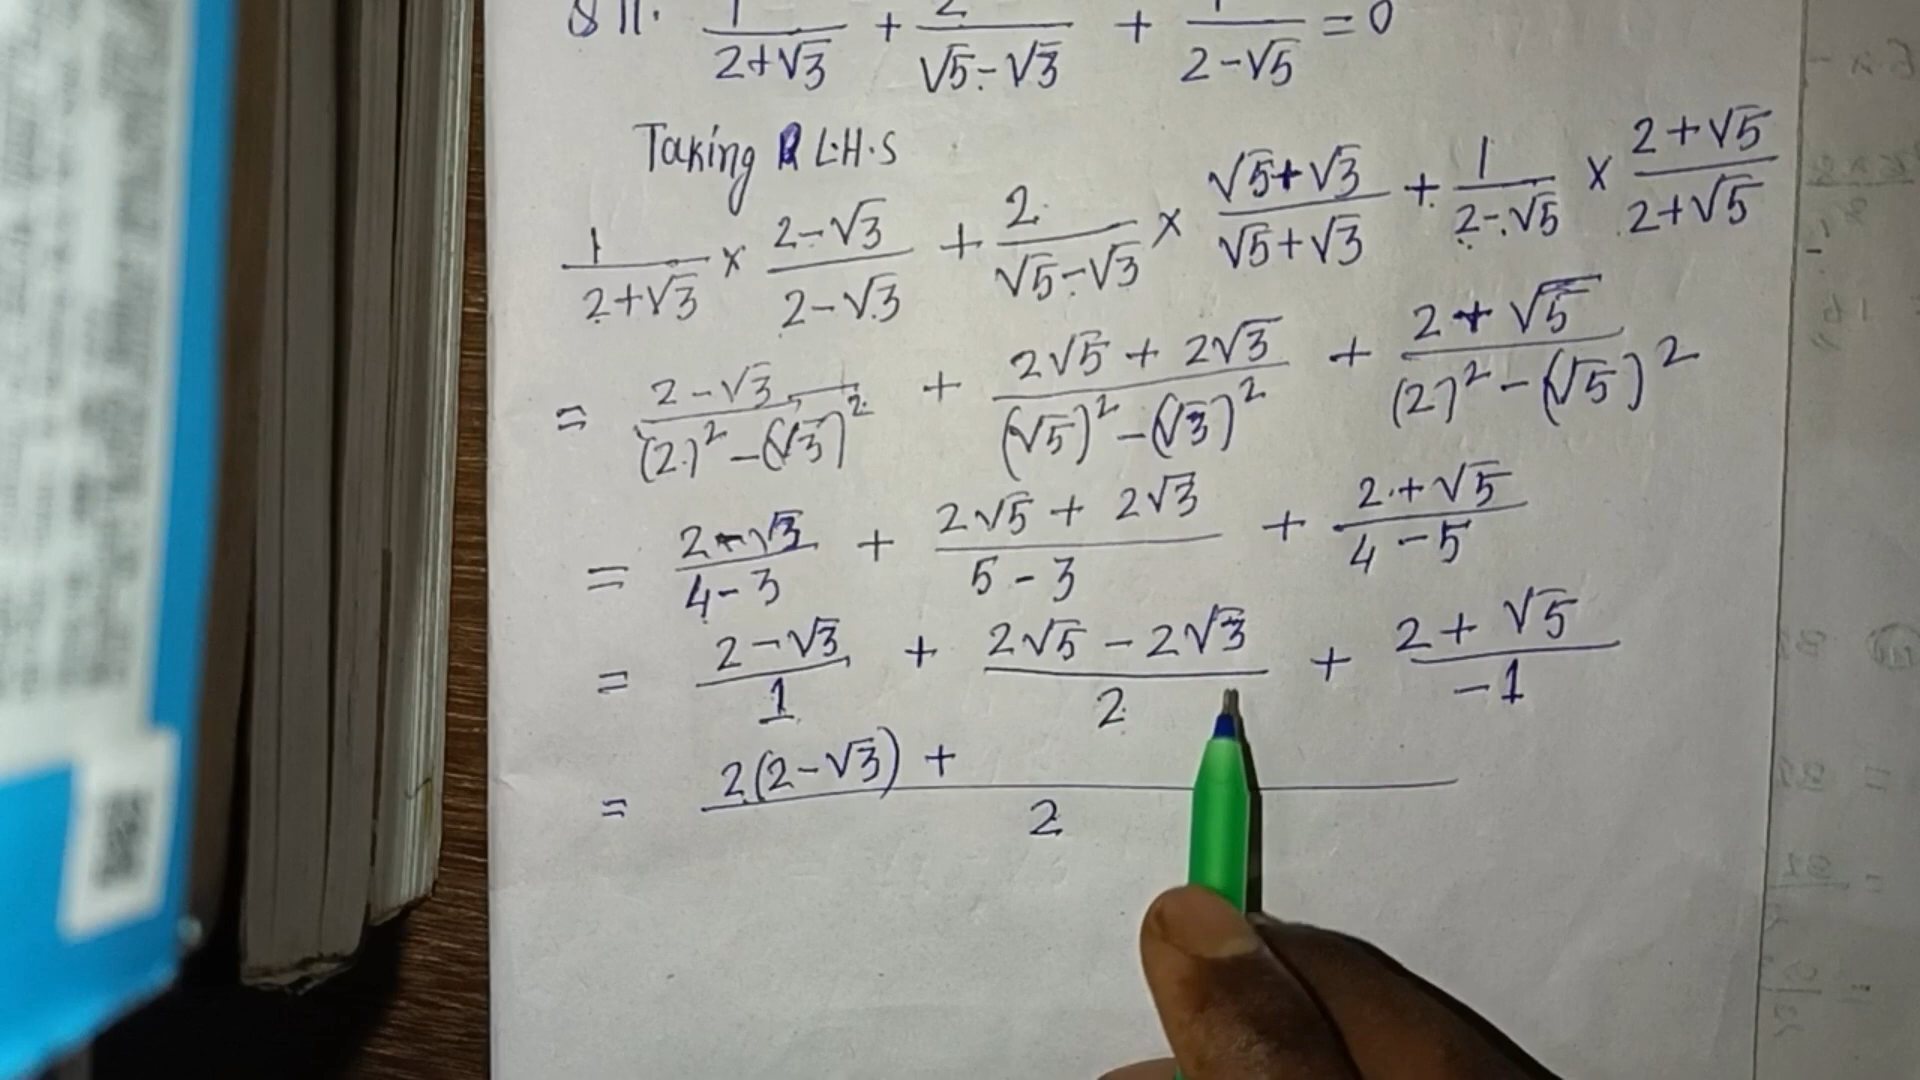 Q 11. 1/(2+√3) + 2/(√5-√3) + 1/(2-√5) = 0
Taking L.H.S
1/(2+√3) × (2-√3)/(2-√3) + 2/(√5-√3) × (√5+√3)/(√5+√3) + 1/(2-√5) × (2+√5)/(2+√5)
= (2-√3)/((2)²-(√3)²) + (2√5+2√3)/((√5)²-(√3)²) + (2+√5)/((2)²-(√5)²)
= (2-√3)/(4-3) + (2√5+2√3)/(5-3) + (2+√5)/(4-5)
= (2-√3)/1 + (2√5-2√3)/2 + (2+√5)/(-1)
= (2(2-√3)+)/2